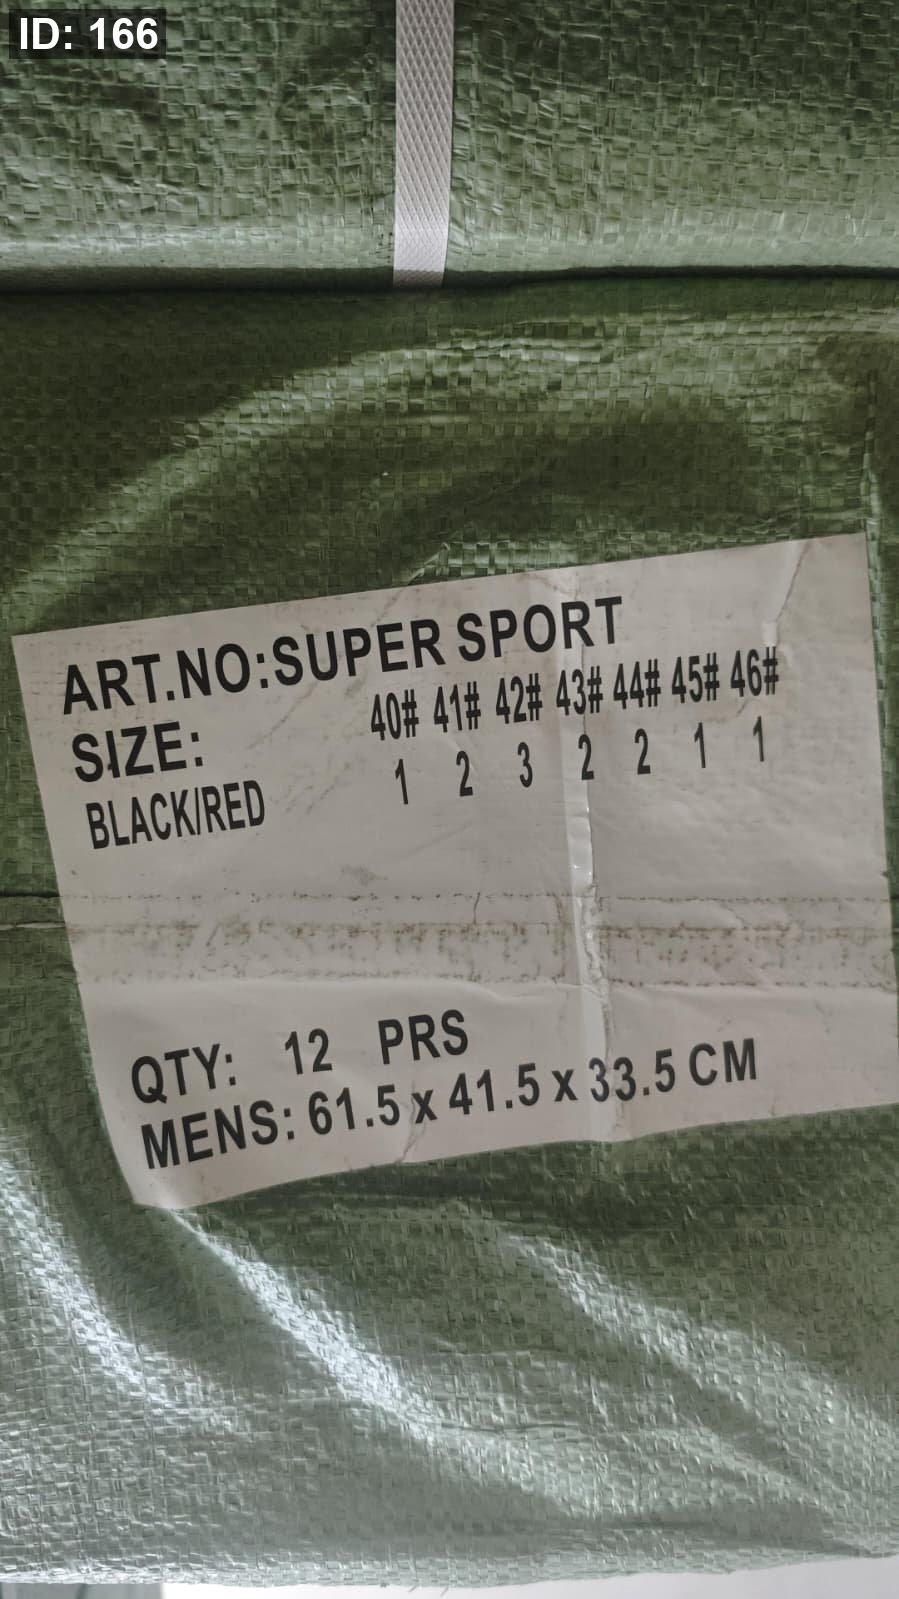 ID: 166
ART.NO:SUPER SPORT
SIZE: 40# 41# 42# 43# 44# 45# 46#
BLACK/RED 1 2 3 2 2 1 1
QTY: 12 PRS
MENS: 61.5 x 41.5 x 33.5 CM